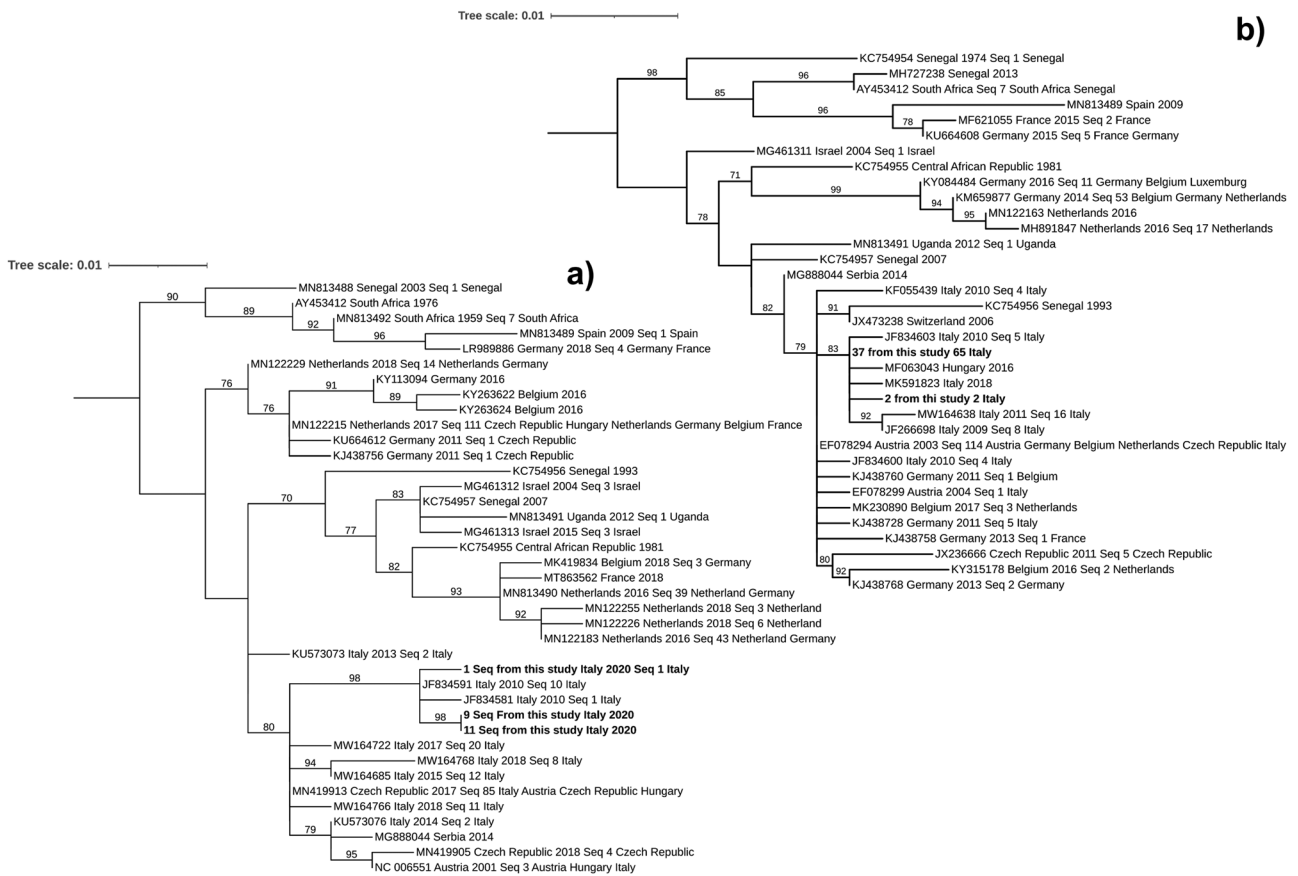 Tree scale: 0.01
b)
KC754954 Senegal 1974 Seq 1 Senegal
98
96
MH727238 Senegal 2013
85
AY453412 South Africa Seq 7 South Africa Senegal
96
MN813489 Spain 2009
78
MF621055 France 2015 Seq 2 France
KU664608 Germany 2015 Seq 5 France Germany
MG461311 Israel 2004 Seq 1 Israel
71
KC754955 Central African Republic 1981
99
KY084484 Germany 2016 Seq 11 Germany Belgium Luxemburg
94
KM659877 Germany 2014 Seq 53 Belgium Germany Netherlands
95
MN122163 Netherlands 2016
78
MH891847 Netherlands 2016 Seq 17 Netherlands
MN813491 Uganda 2012 Seq 1 Uganda
KC754957 Senegal 2007
MG888044 Serbia 2014
82
KF055439 Italy 2010 Seq 4 Italy
91
KC754956 Senegal 1993
JX473238 Switzerland 2006
79
83
JF834603 Italy 2010 Seq 5 Italy
37 from this study 65 Italy
MF063043 Hungary 2016
MK591823 Italy 2018
2 from thi study 2 Italy
92
MW164638 Italy 2011 Seq 16 Italy
JF266698 Italy 2009 Seq 8 Italy
EF078294 Austria 2003 Seq 114 Austria Germany Belgium Netherlands Czech Republic Italy
JF834600 Italy 2010 Seq 4 Italy
KJ438760 Germany 2011 Seq 1 Belgium
EF078299 Austria 2004 Seq 1 Italy
MK230890 Belgium 2017 Seq 3 Netherlands
KJ438728 Germany 2011 Seq 5 Italy
KJ438758 Germany 2013 Seq 1 France
80
JX236666 Czech Republic 2011 Seq 5 Czech Republic
92
KY315178 Belgium 2016 Seq 2 Netherlands
KJ438768 Germany 2013 Seq 2 Germany
Tree scale: 0.01
a)
MN813488 Senegal 2003 Seq 1 Senegal
90
AY453412 South Africa 1976
89
MN813492 South Africa 1959 Seq 7 South Africa
92
MN813489 Spain 2009 Seq 1 Spain
96
LR989886 Germany 2018 Seq 4 Germany France
MN122229 Netherlands 2018 Seq 14 Netherlands Germany
76
91
KY113094 Germany 2016
89
KY263622 Belgium 2016
76
KY263624 Belgium 2016
MN122215 Netherlands 2017 Seq 111 Czech Republic Hungary Netherlands Germany Belgium France
KU664612 Germany 2011 Seq 1 Czech Republic
KJ438756 Germany 2011 Seq 1 Czech Republic
KC754956 Senegal 1993
70
83
MG461312 Israel 2004 Seq 3 Israel
KC754957 Senegal 2007
MN813491 Uganda 2012 Seq 1 Uganda
77
MG461313 Israel 2015 Seq 3 Israel
KC754955 Central African Republic 1981
82
MK419834 Belgium 2018 Seq 3 Germany
MT863562 France 2018
93
MN813490 Netherlands 2016 Seq 39 Netherland Germany
92
MN122255 Netherlands 2018 Seq 3 Netherland
MN122226 Netherlands 2018 Seq 6 Netherland
MN122183 Netherlands 2016 Seq 43 Netherland Germany
KU573073 Italy 2013 Seq 2 Italy
1 Seq from this study Italy 2020 Seq 1 Italy
98
JF834591 Italy 2010 Seq 10 Italy
JF834581 Italy 2010 Seq 1 Italy
98
9 Seq From this study Italy 2020
11 Seq from this study Italy 2020
80
MW164722 Italy 2017 Seq 20 Italy
94
MW164768 Italy 2018 Seq 8 Italy
MW164685 Italy 2015 Seq 12 Italy
MN419913 Czech Republic 2017 Seq 85 Italy Austria Czech Republic Hungary
MW164766 Italy 2018 Seq 11 Italy
KU573076 Italy 2014 Seq 2 Italy
79
MG888044 Serbia 2014
95
MN419905 Czech Republic 2018 Seq 4 Czech Republic
NC 006551 Austria 2001 Seq 3 Austria Hungary Italy